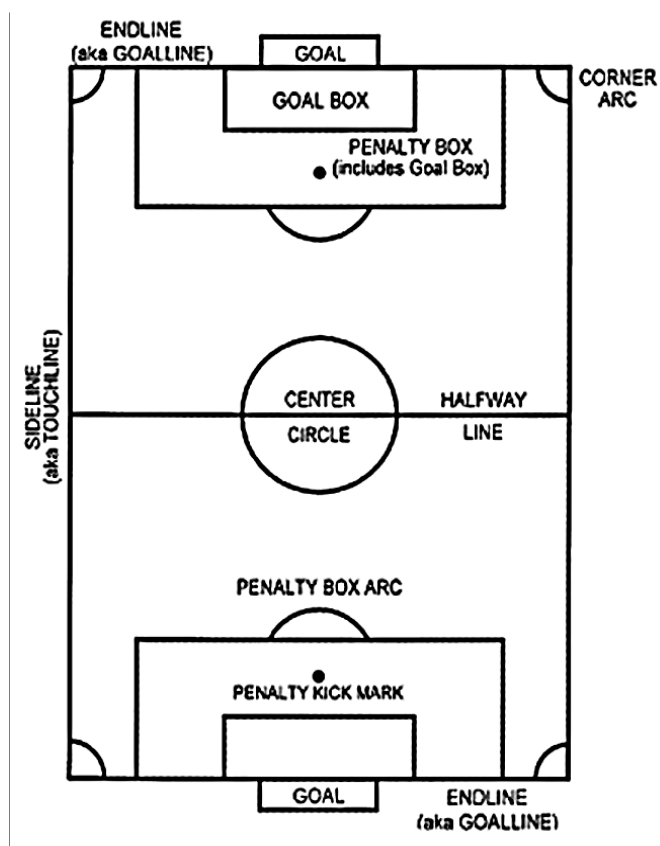 ENDLINE
(aka GOALLINE)
GOAL
CORNER
ARC
GOAL BOX
PENALTY BOX
(includes Goal Box)
SIDELINE
(aka TOUCHLINE)
CENTER
CIRCLE
HALFWAY
LINE
PENALTY BOX ARC
PENALTY KICK MARK
GOAL
ENDLINE
(aka GOALLINE)